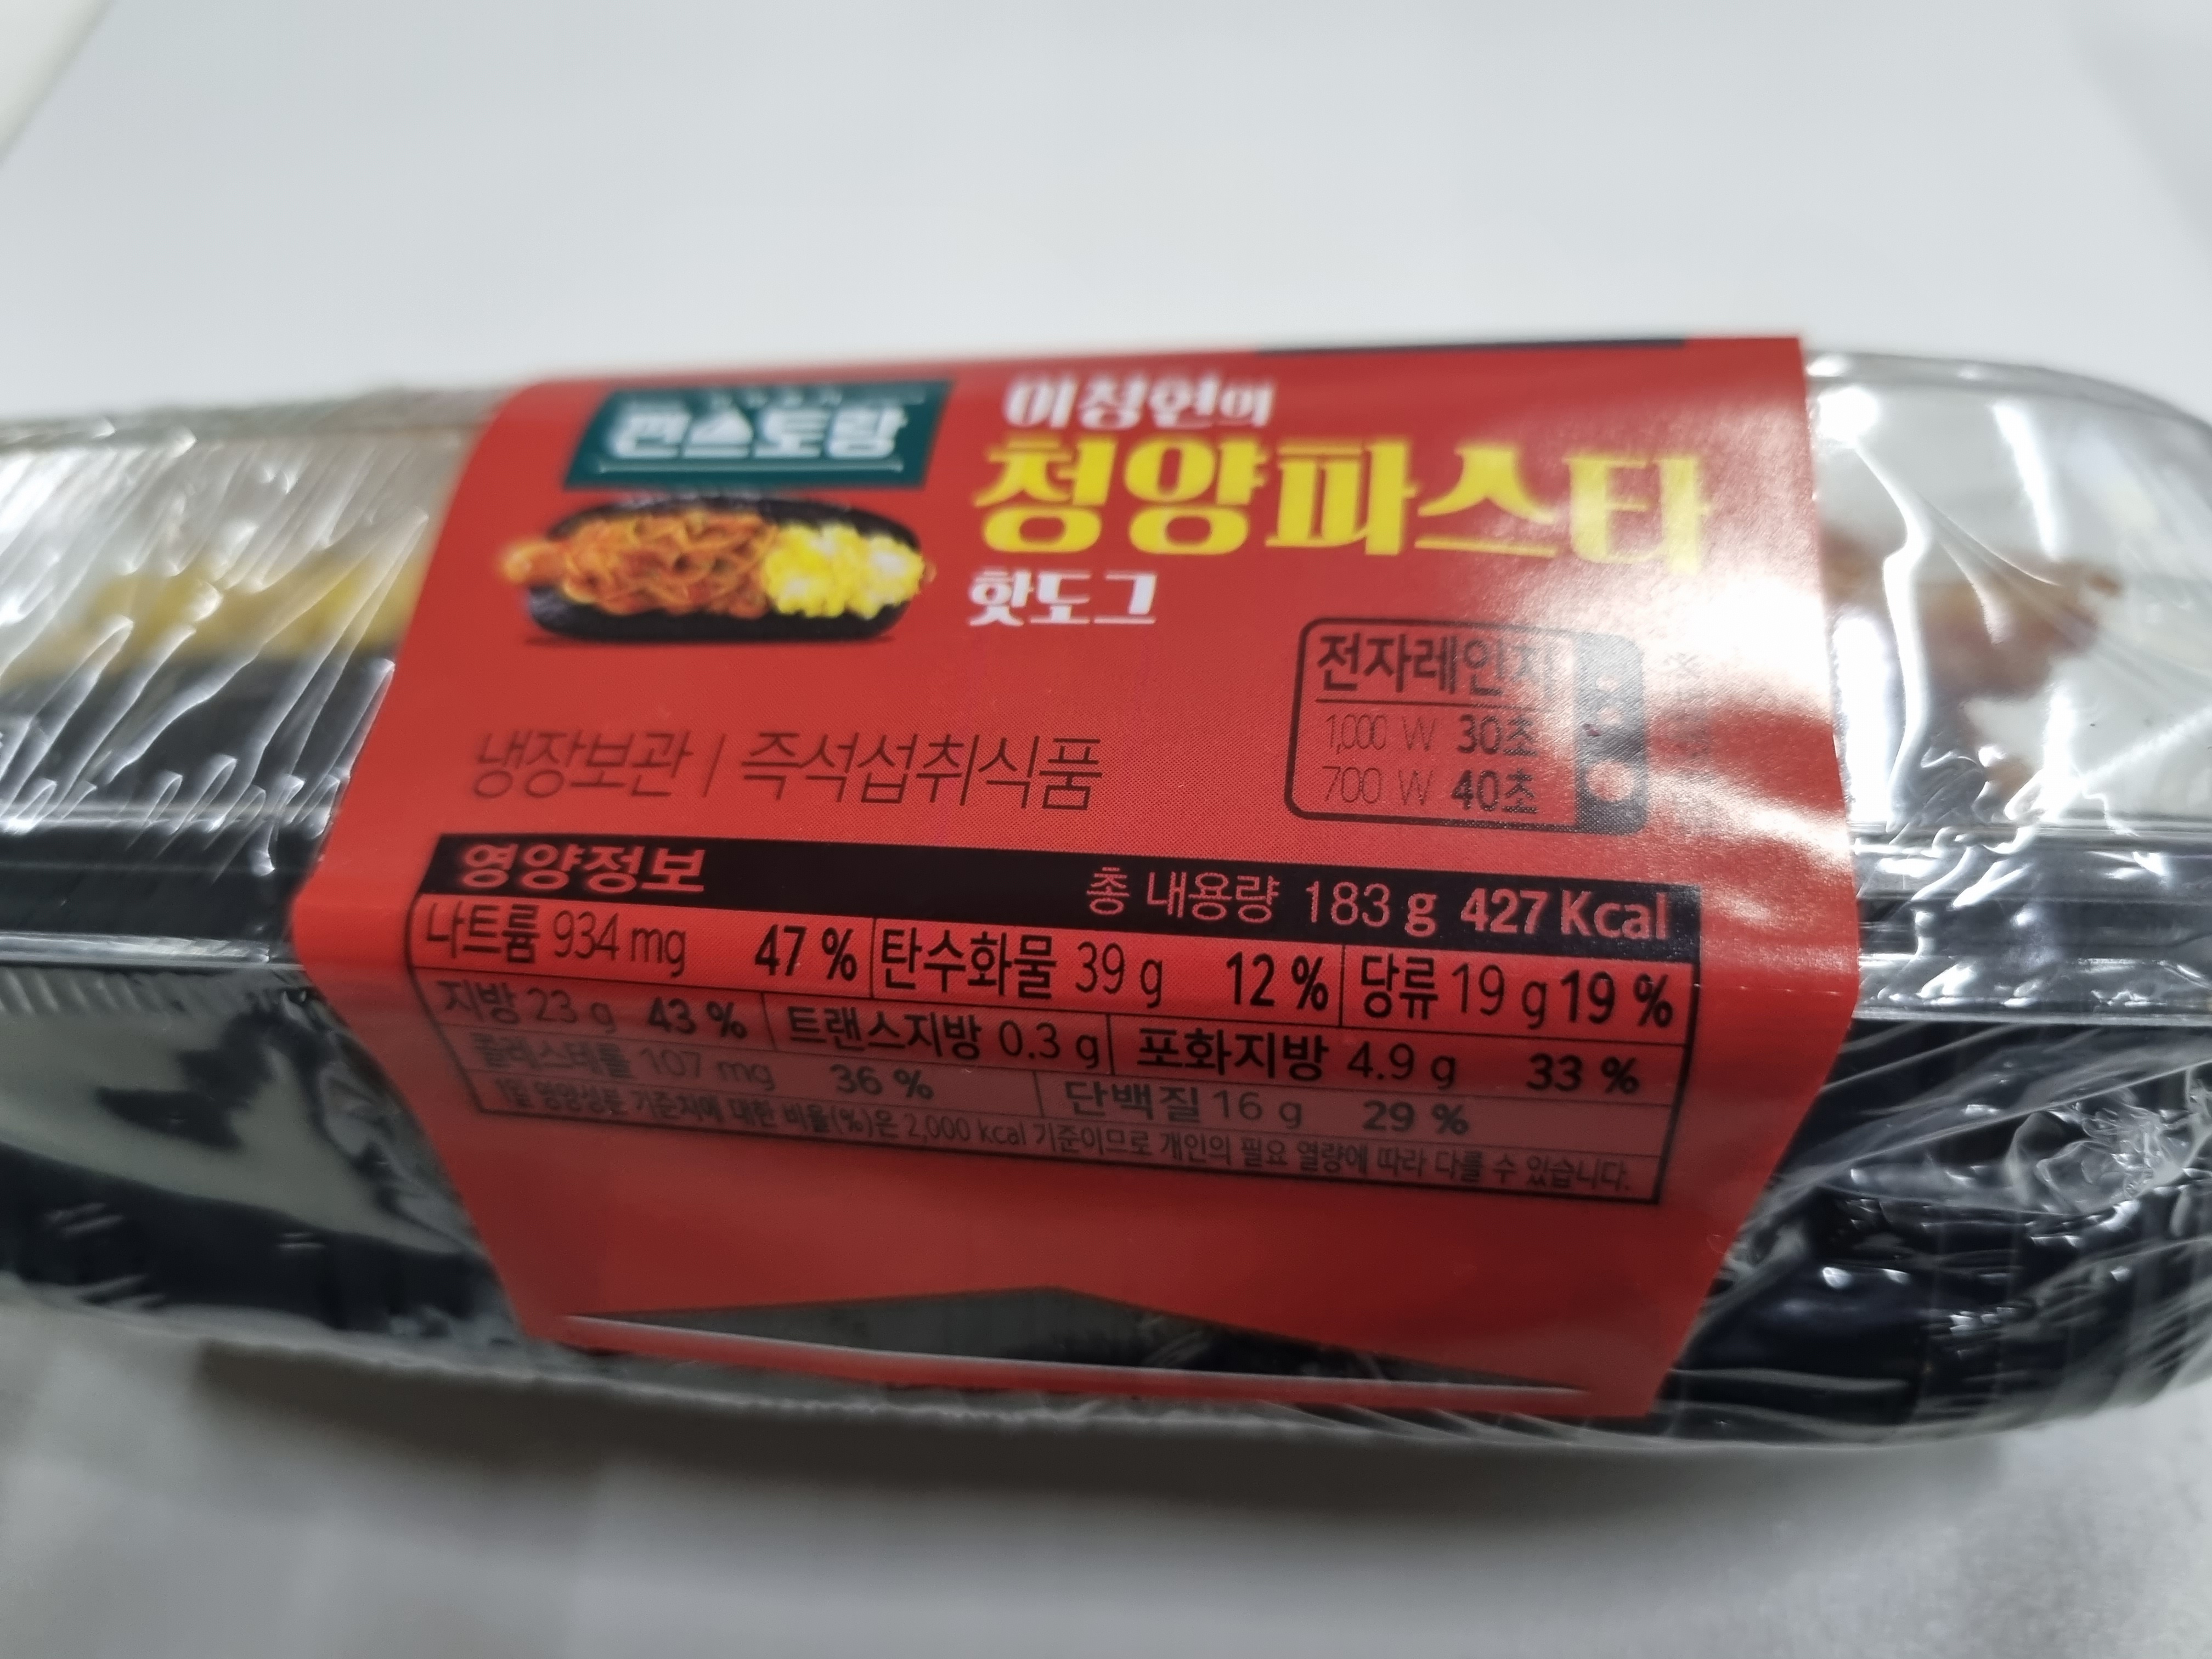 편스토랑
이정현의
청양파스타
핫도그
전자레인지
1,000 W 30초
700 W 40초
냉장보관 | 즉석섭취식품
영양정보 총 내용량 183 g 427 Kcal
나트륨 934 mg 47 % 탄수화물 39 g 12 % 당류 19 g 19 %
지방 23 g 43 % 트랜스지방 0.3 g 포화지방 4.9 g 33 %
콜레스테롤 107 mg 36 % 단백질 16 g 29 %
1일 영양성분 기준치에 대한 비율(%)은 2,000 kcal 기준이므로 개인의 필요 열량에 따라 다를 수 있습니다.